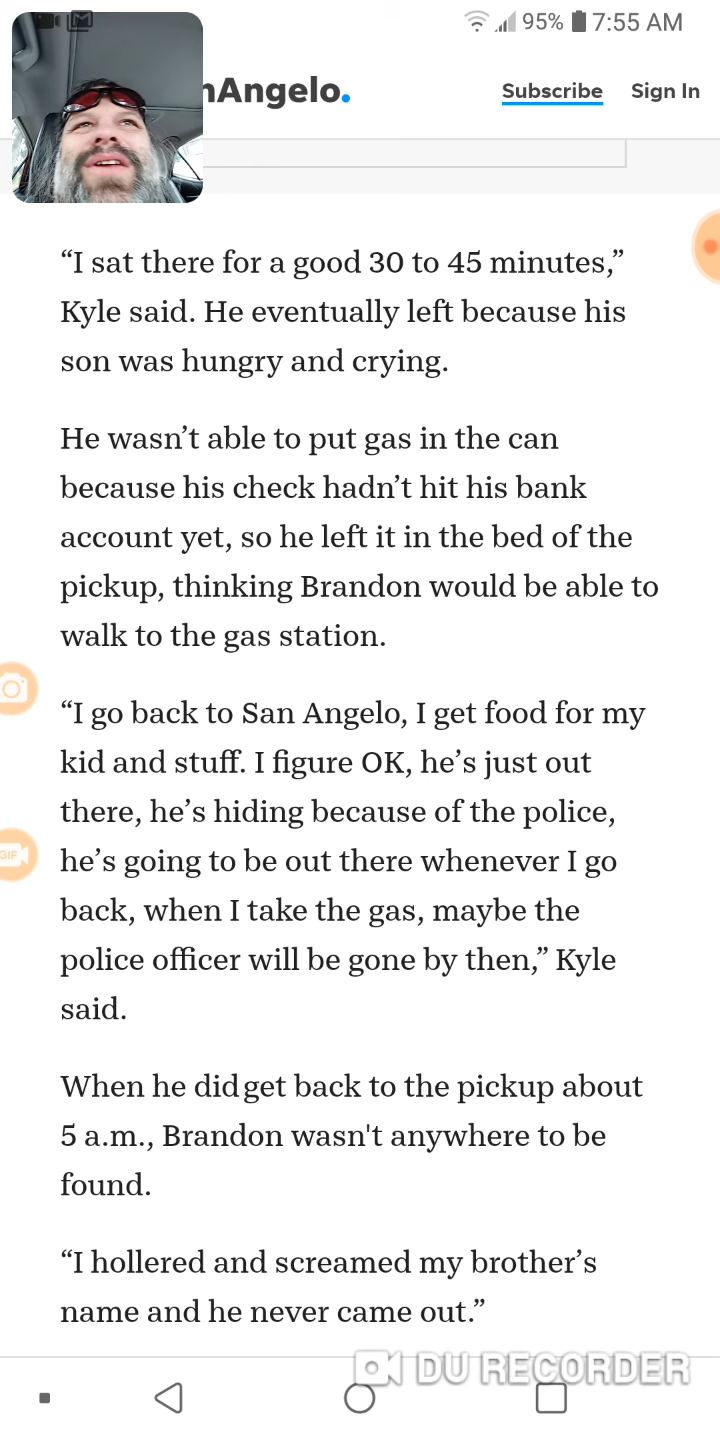 95% 7:55 AM
nAngelo.
Subscribe
Sign In
“I sat there for a good 30 to 45 minutes,”
Kyle said. He eventually left because his
son was hungry and crying.
He wasn’t able to put gas in the can
because his check hadn’t hit his bank
account yet, so he left it in the bed of the
pickup, thinking Brandon would be able to
walk to the gas station.
“I go back to San Angelo, I get food for my
kid and stuff. I figure OK, he’s just out
there, he’s hiding because of the police,
he’s going to be out there whenever I go
back, when I take the gas, maybe the
police officer will be gone by then,” Kyle
said.
When he did get back to the pickup about
5 a.m., Brandon wasn't anywhere to be
found.
“I hollered and screamed my brother’s
name and he never came out.”
GIF
DU RECORDER